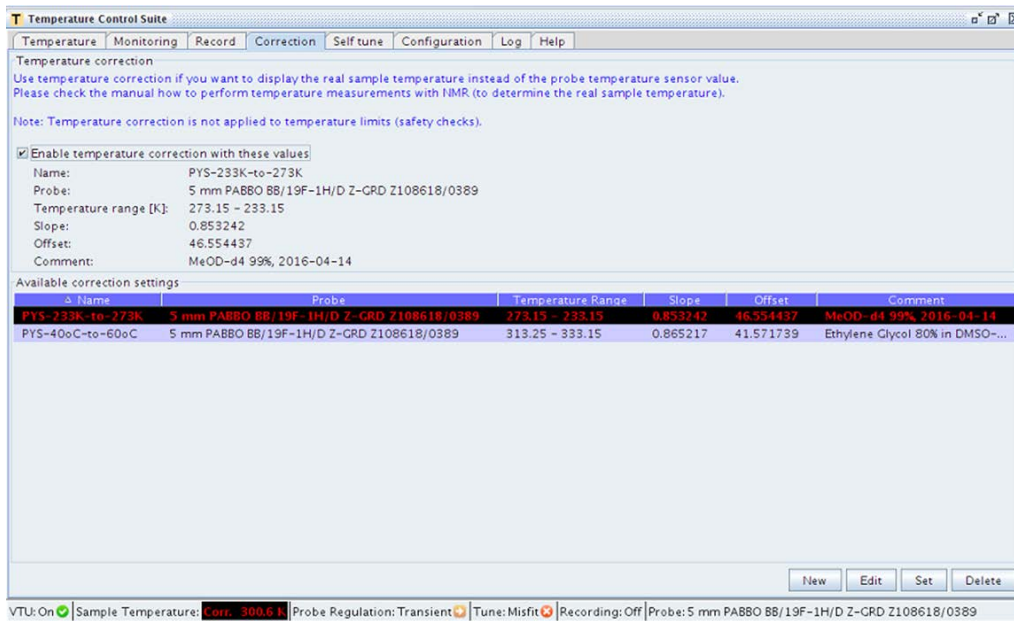 T Temperature Control Suite
Temperature Monitoring Record Correction Self tune Configuration Log Help
Temperature correction
Use temperature correction if you want to display the real sample temperature instead of the probe temperature sensor value.
Please check the manual how to perform temperature measurements with NMR (to determine the real sample temperature).
Note: Temperature correction is not applied to temperature limits (safety checks).
Enable temperature correction with these values
Name: PYS-233K-to-273K
Probe: 5 mm PABBO BB/19F-1H/D Z-GRD Z108618/0389
Temperature range [K]: 273.15 - 233.15
Slope: 0.853242
Offset: 46.554437
Comment: MeOD-d4 99%, 2016-04-14
Available correction settings
Name Probe Temperature Range Slope Offset Comment
PYS-233K-to-273K 5 mm PABBO BB/19F-1H/D Z-GRD Z108618/0389 273.15 - 233.15 0.853242 46.554437 MeOD-d4 99%, 2016-04-14
PYS-40oC-to-60oC 5 mm PABBO BB/19F-1H/D Z-GRD Z108618/0389 313.25 - 333.15 0.865217 41.571739 Ethylene Glycol 80% in DMSO-...
New Edit Set Delete
VTU: On Sample Temperature: Corr. 300.6 K Probe Regulation: Transient Tune: Misfit Recording: Off Probe: 5 mm PABBO BB/19F-1H/D Z-GRD Z108618/0389